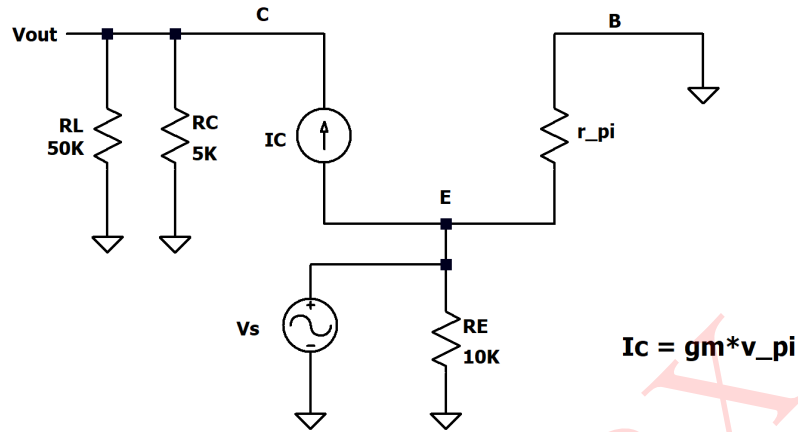 C
B
Vout
RL
50K
RC
5K
IC
r_pi
E
Vs
RE
10K
Ic = gm*v_pi